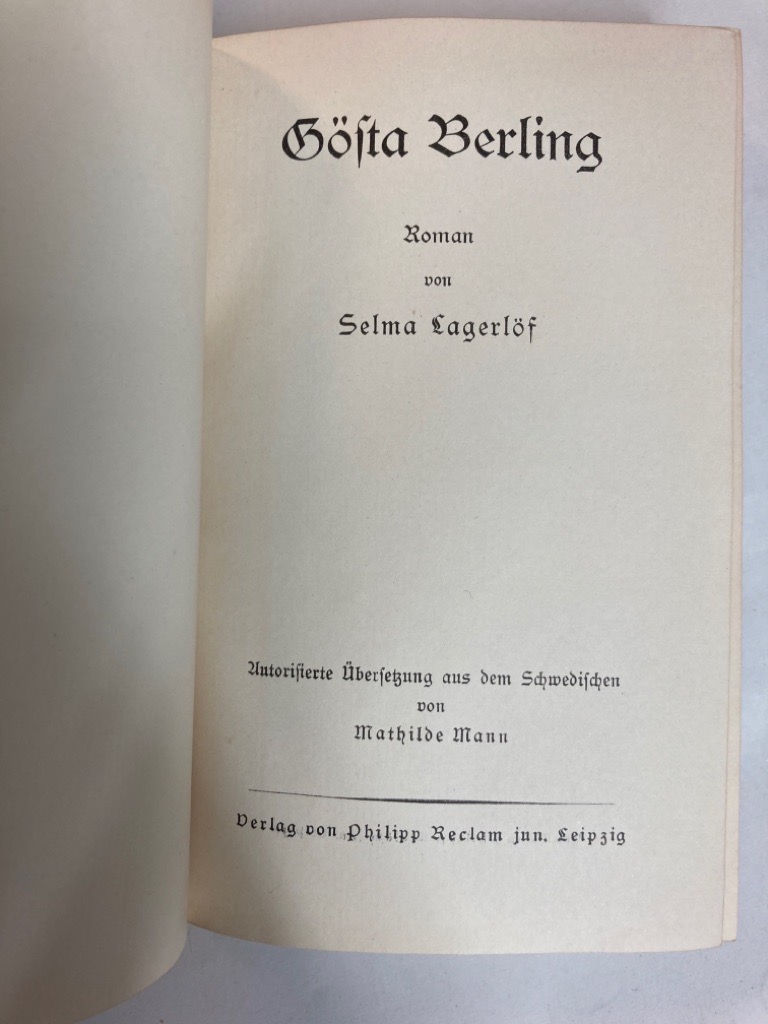 Gösta Berling
Roman
von
Selma Lagerlöf
Autorisierte Übersetzung aus dem Schwedischen
von
Mathilde Mann
Verlag von Philipp Reclam jun. Leipzig